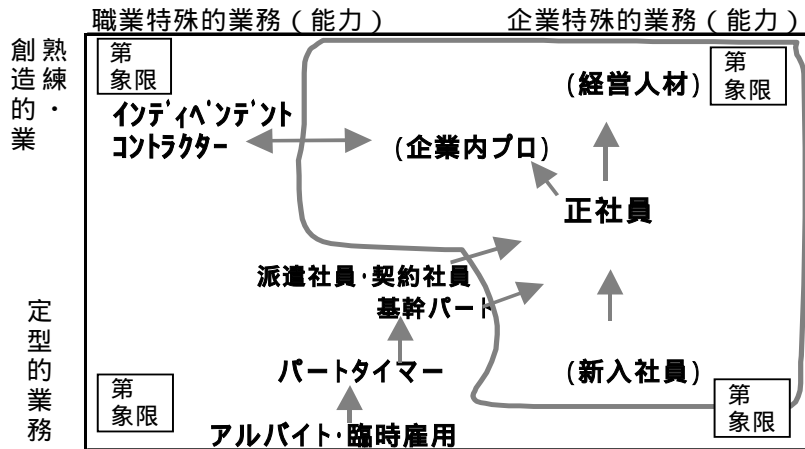 職業特殊的業務（能力）
企業特殊的業務（能力）
熟練・
創造的業
第
象限
第
象限
(経営人材)
インディペンデント
コントラクター
(企業内プロ)
正社員
派遣社員・契約社員
基幹パート
定型的業務
パートタイマー
(新入社員)
第
象限
第
象限
アルバイト・臨時雇用